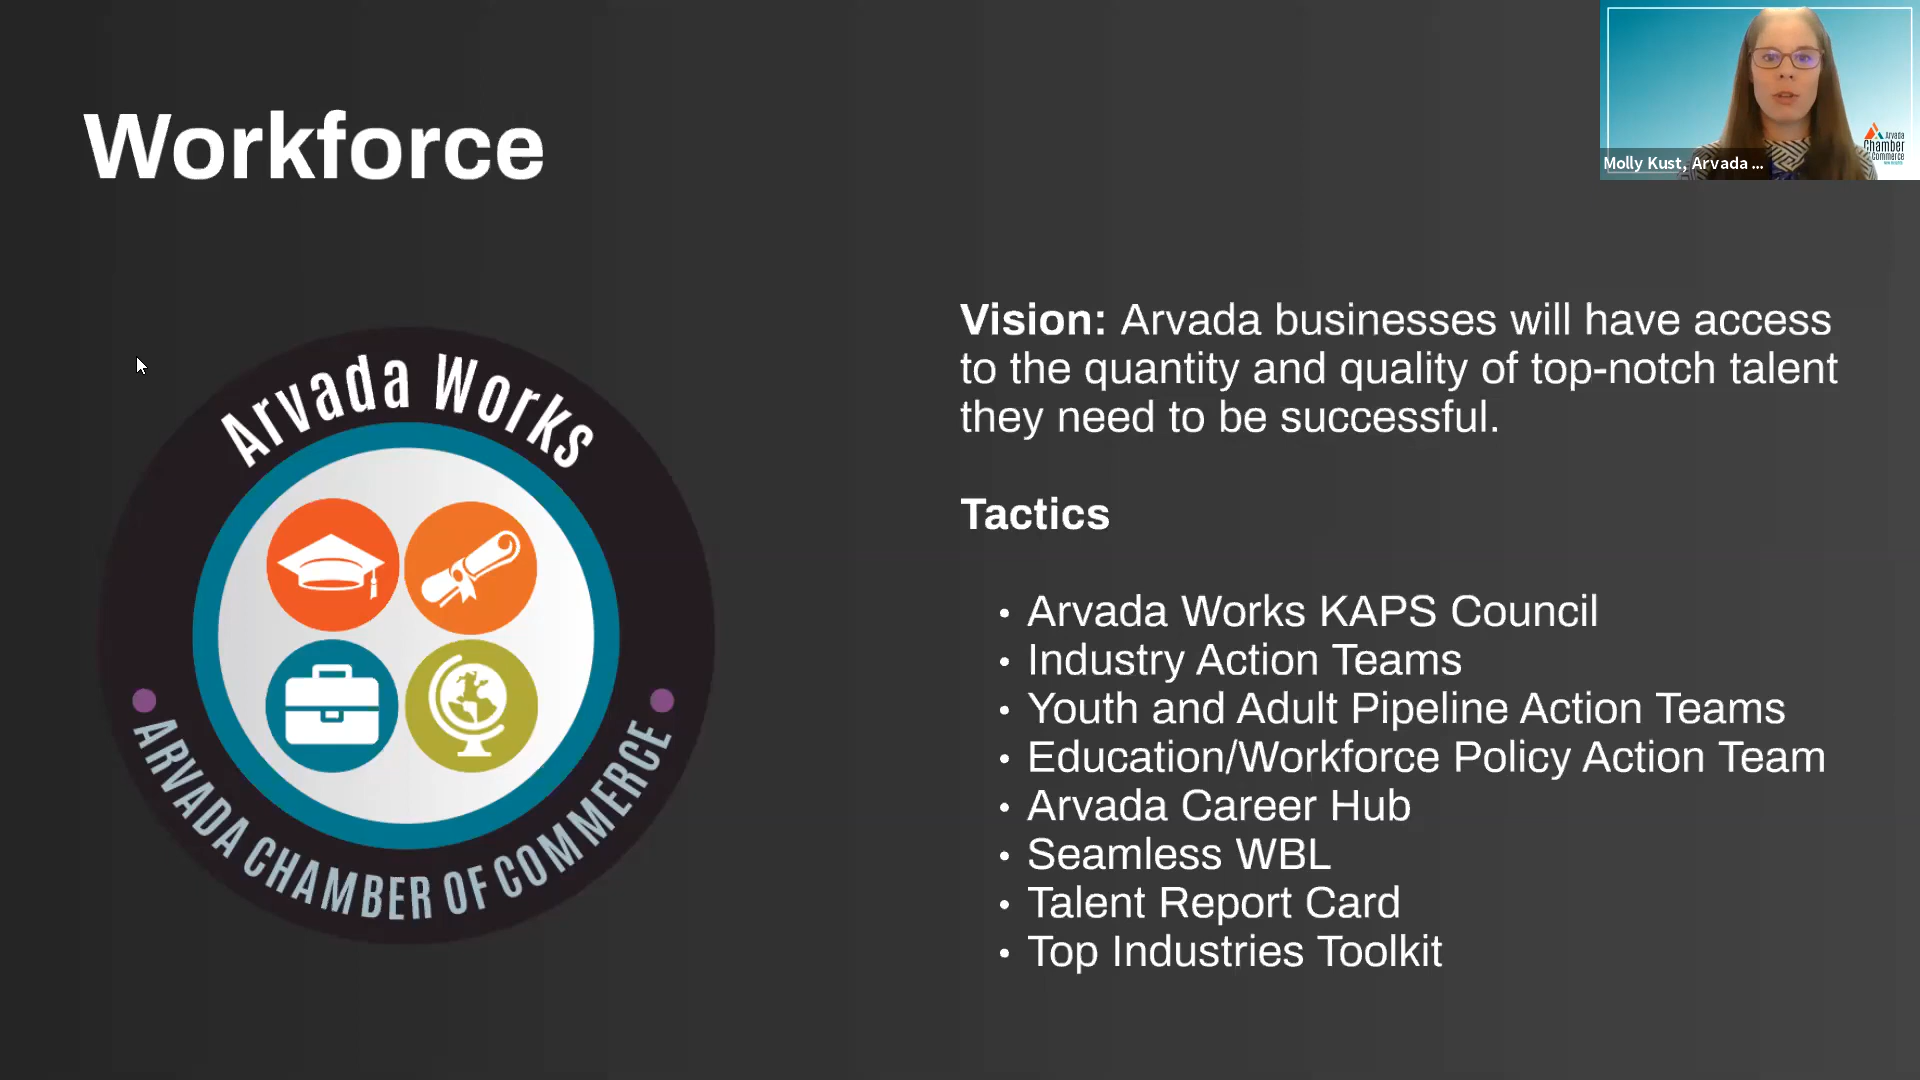 Workforce
Arvada
Chamber
Commerce
Molly Kust, Arvada ...
Arvada Works
ARVADA CHAMBER OF COMMERCE
Vision: Arvada businesses will have access
to the quantity and quality of top-notch talent
they need to be successful.
Tactics
• Arvada Works KAPS Council
• Industry Action Teams
• Youth and Adult Pipeline Action Teams
• Education/Workforce Policy Action Team
• Arvada Career Hub
• Seamless WBL
• Talent Report Card
• Top Industries Toolkit